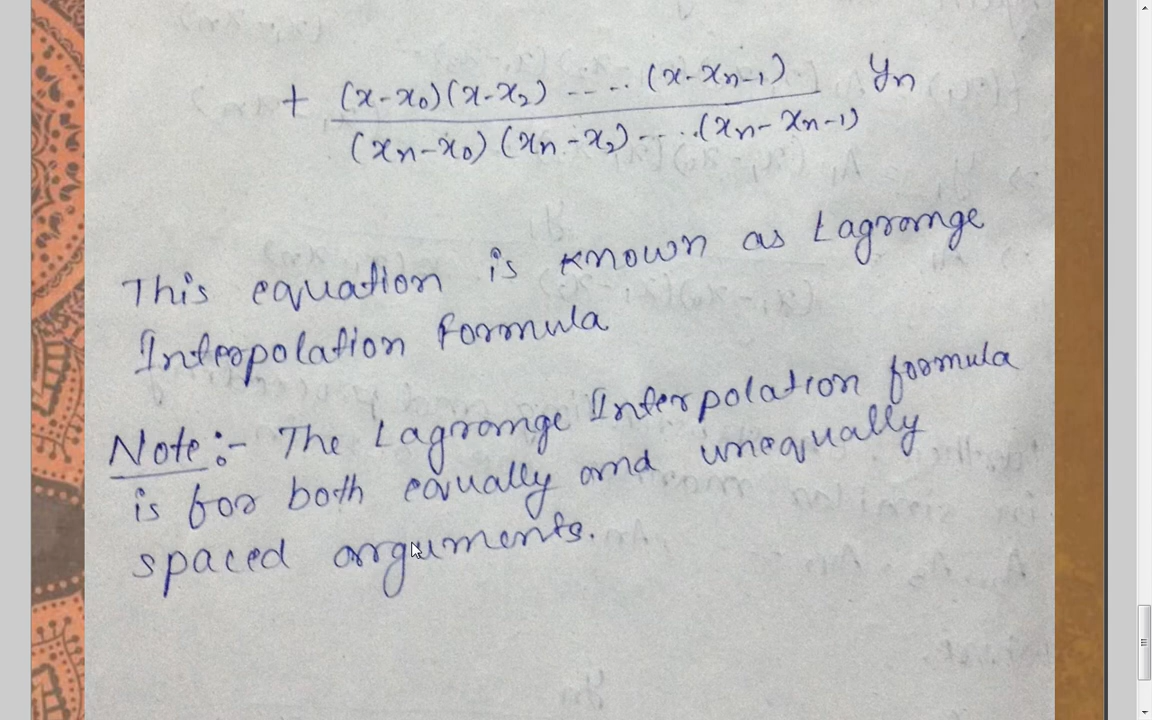 + (x-x₀)(x-x₂) ---- (x-xₙ₋₁) yₙ
(xₙ-x₀) (xₙ-x₂)-----(xₙ-xₙ₋₁)
This equation is known as Lagrange
Interpolation Formula
Note:- The Lagrange Interpolation formula
is for both equally and unequally
spaced arguments.